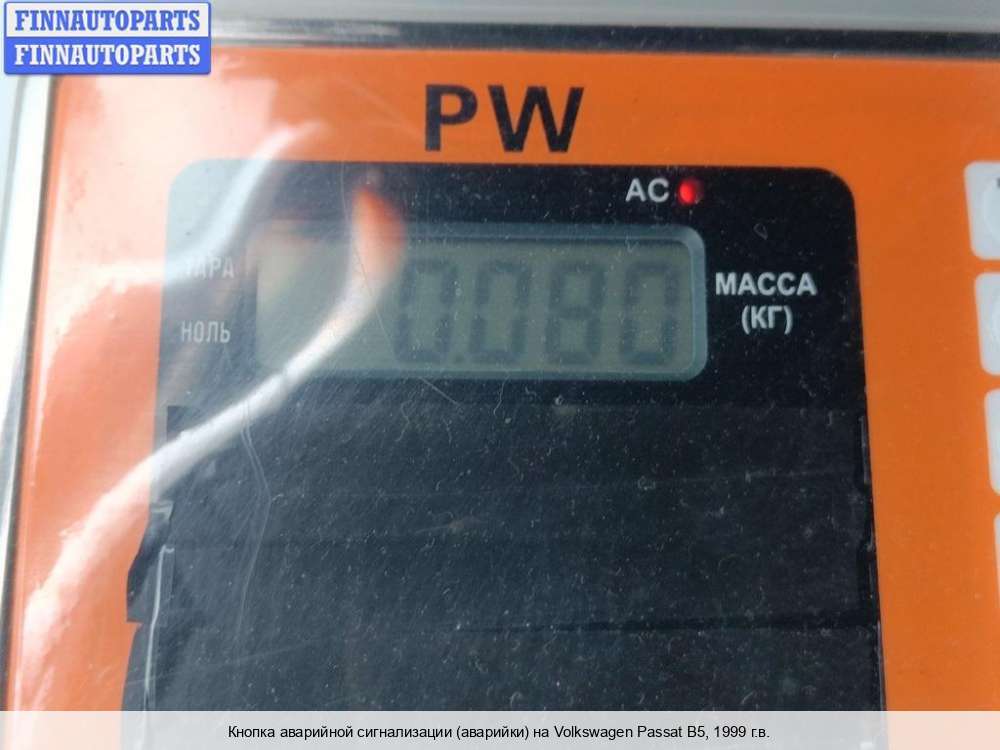 FINNAUTOPARTS
FINNAUTOPARTS
PW
AC
ТАРА
0.080
МАССА
(КГ)
НОЛЬ
Кнопка аварийной сигнализации (аварийки) на Volkswagen Passat B5, 1999 г.в.